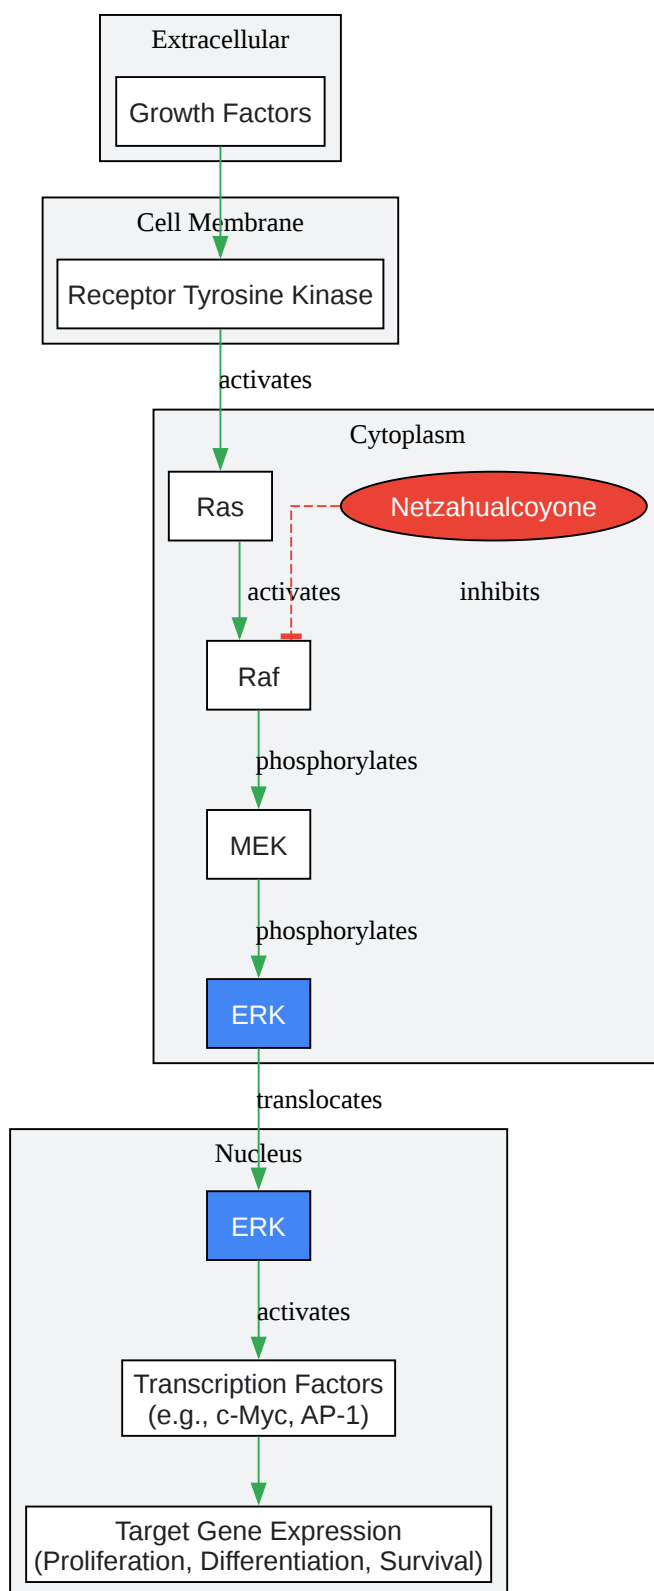 Extracellular
Growth Factors
Cell Membrane
Receptor Tyrosine Kinase
activates
Cytoplasm
Ras
Netzahualcoyone
activates
inhibits
Raf
phosphorylates
MEK
phosphorylates
ERK
translocates
Nucleus
ERK
activates
Transcription Factors
(e.g., c-Myc, AP-1)
Target Gene Expression
(Proliferation, Differentiation, Survival)